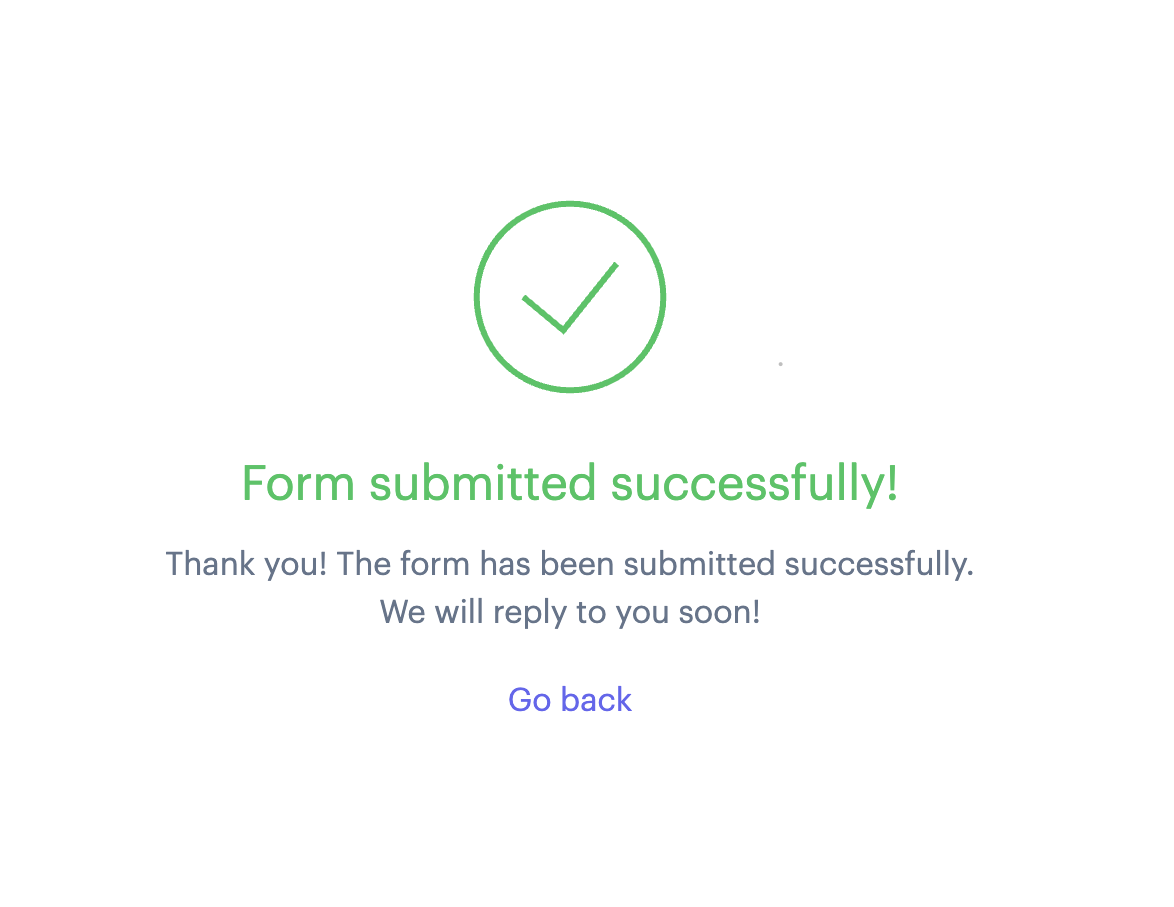 Form submitted successfully!
Thank you! The form has been submitted successfully.
We will reply to you soon!
Go back